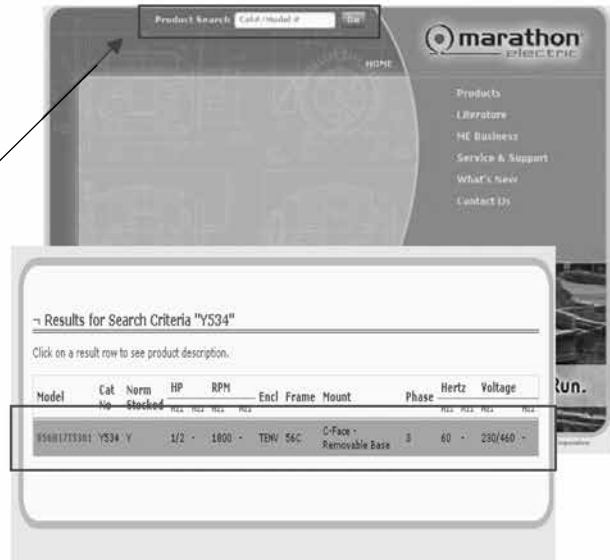 Product Search Cat#/Model # Go
marathon
electric
HOME
Products
Literature
ME Business
Service & Support
What's New
Contact Us
¬ Results for Search Criteria "Y534"
Click on a result row to see product description.
Model Cat No Norm Stocked HP RPM Encl Frame Mount Phase Hertz Voltage
Y534 Y 1/2 - 1800 - TENV 56C C-Face - Removable Base 3 60 - 230/460 -
Run.